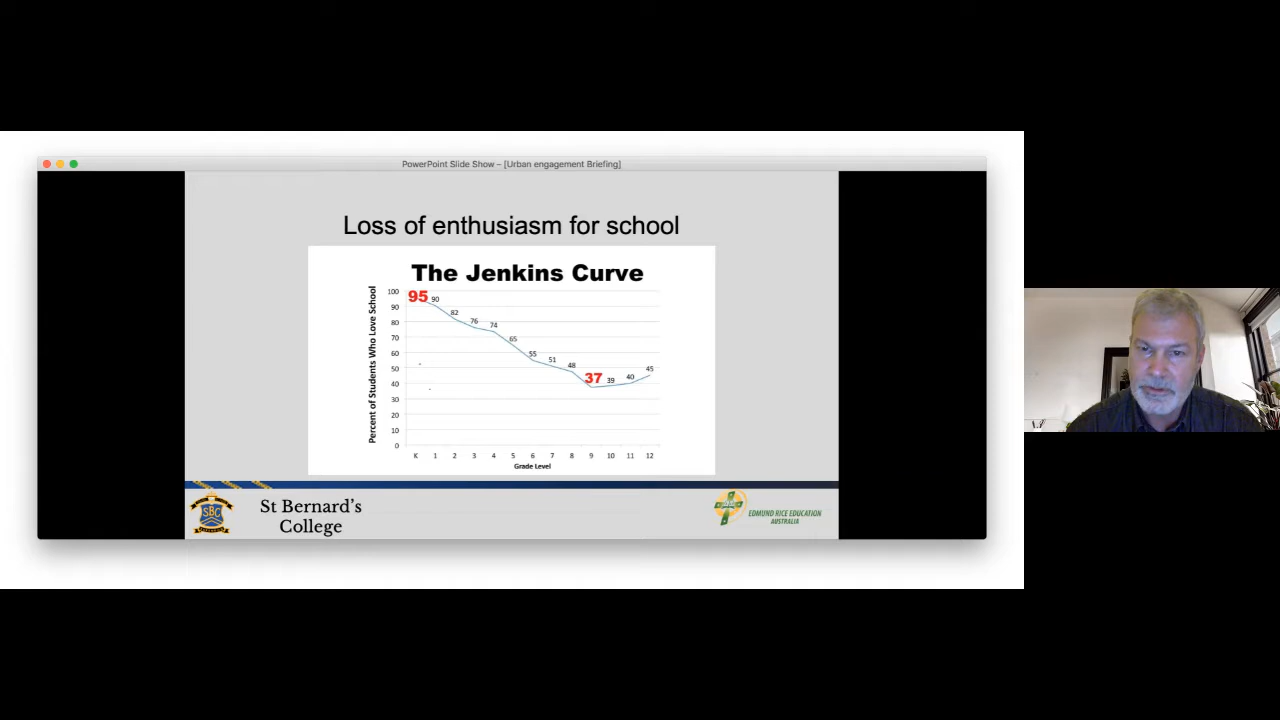 PowerPoint Slide Show – [Urban engagement Briefing]
Loss of enthusiasm for school
The Jenkins Curve
Percent of Students Who Love School
100
90
80
70
60
50
40
30
20
10
0
95
90
82
76
74
65
55
51
48
37
39
40
45
K 1 2 3 4 5 6 7 8 9 10 11 12
Grade Level
SBC
St Bernard's
College
EDMUND RICE EDUCATION
AUSTRALIA